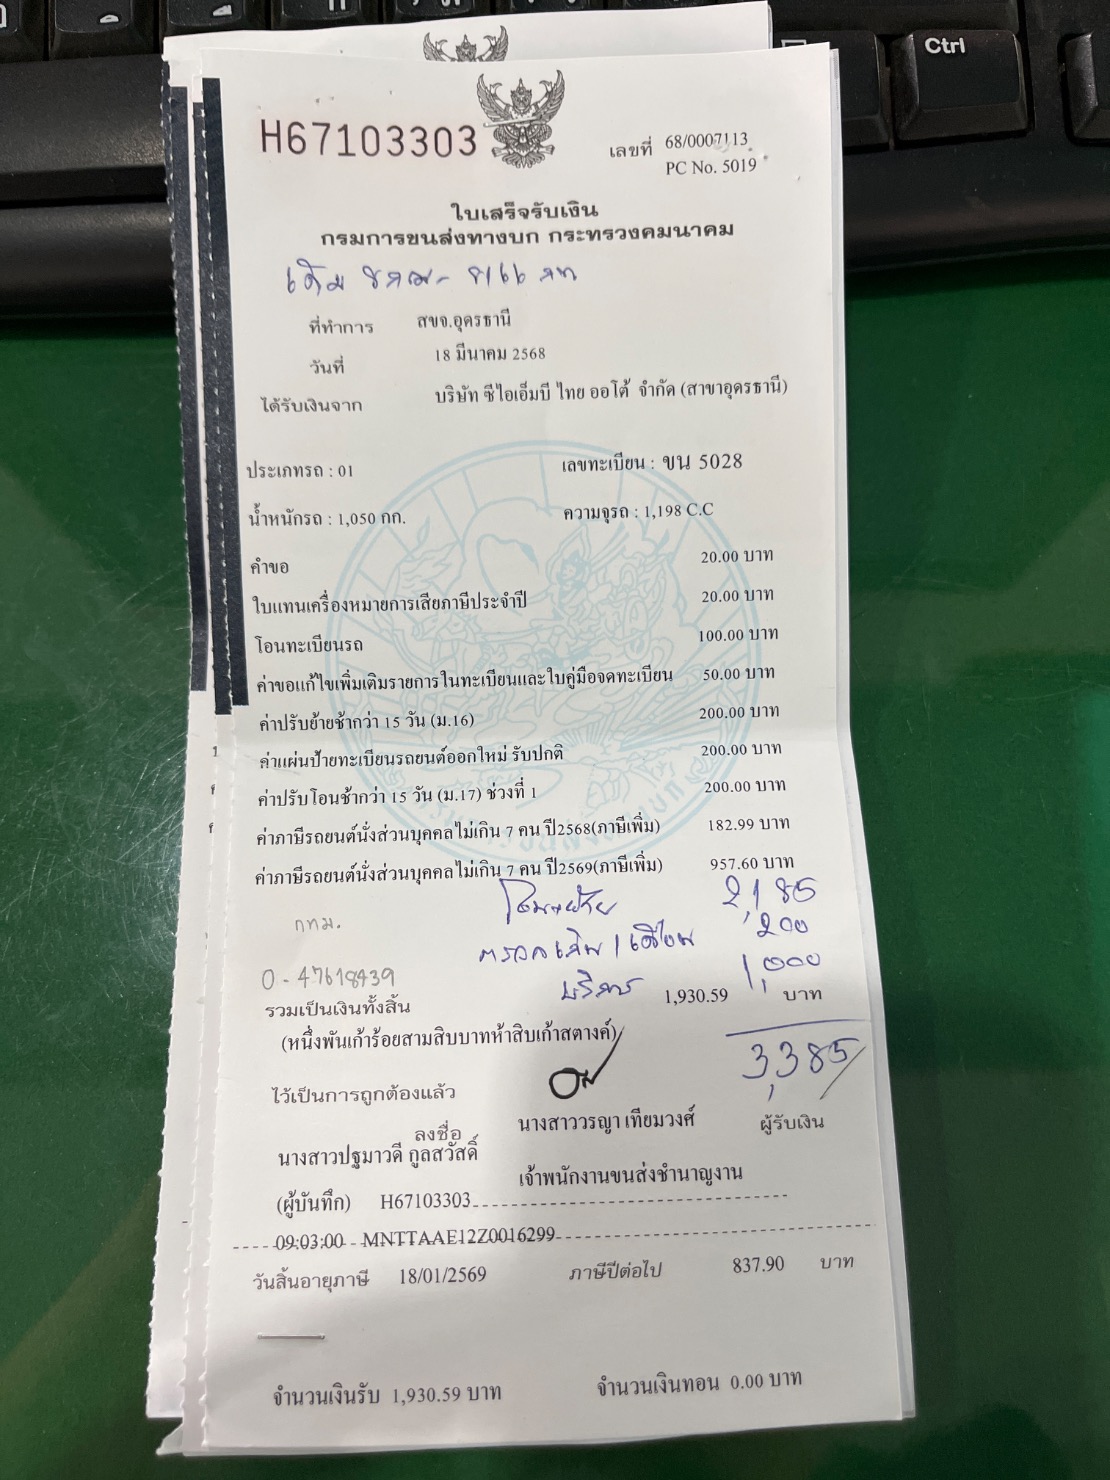 H67103303
เลขที่ 68/0007113
PC No. 5019
ใบเสร็จรับเงิน
กรมการขนส่งทางบก กระทรวงคมนาคม
เดิม
ที่ทำการ สขจ.อุดรธานี
วันที่ 18 มีนาคม 2568
ได้รับเงินจาก บริษัท ซีไอเอ็มบี ไทย ออโต้ จำกัด (สาขาอุดรธานี)
ประเภทรถ : 01 เลขทะเบียน : ขน 5028
น้ำหนักรถ : 1,050 กก. ความจุรถ : 1,198 C.C
คำขอ 20.00 บาท
ใบแทนเครื่องหมายการเสียภาษีประจำปี 20.00 บาท
โอนทะเบียนรถ 100.00 บาท
ค่าขอแก้ไขเพิ่มเติมรายการในทะเบียนและใบคู่มือจดทะเบียน 50.00 บาท
ค่าปรับย้ายช้ากว่า 15 วัน (ม.16) 200.00 บาท
ค่าแผ่นป้ายทะเบียนรถยนต์ออกใหม่ รับปกติ 200.00 บาท
ค่าปรับโอนช้ากว่า 15 วัน (ม.17) ช่วงที่ 1 200.00 บาท
ค่าภาษีรถยนต์นั่งส่วนบุคคลไม่เกิน 7 คน ปี2568(ภาษีเพิ่ม) 182.99 บาท
ค่าภาษีรถยนต์นั่งส่วนบุคคลไม่เกิน 7 คน ปี2569(ภาษีเพิ่ม) 957.60 บาท
โอน+ย้าย 2,185
กทม. 200
0-47618439 บริการ 1,000
รวมเป็นเงินทั้งสิ้น 1,930.59 บาท
(หนึ่งพันเก้าร้อยสามสิบบาทห้าสิบเก้าสตางค์)
3,385
ไว้เป็นการถูกต้องแล้ว
ลงชื่อ นางสาววรญา เทียมวงศ์ ผู้รับเงิน
นางสาวปฐมาวดี กูลสวัสดิ์
เจ้าพนักงานขนส่งชำนาญงาน
(ผู้บันทึก) H67103303
09:03:00 MNTTAAE12Z0016299
วันสิ้นอายุภาษี 18/01/2569 ภาษีปีต่อไป 837.90 บาท
จำนวนเงินรับ 1,930.59 บาท จำนวนเงินทอน 0.00 บาท
Ctrl